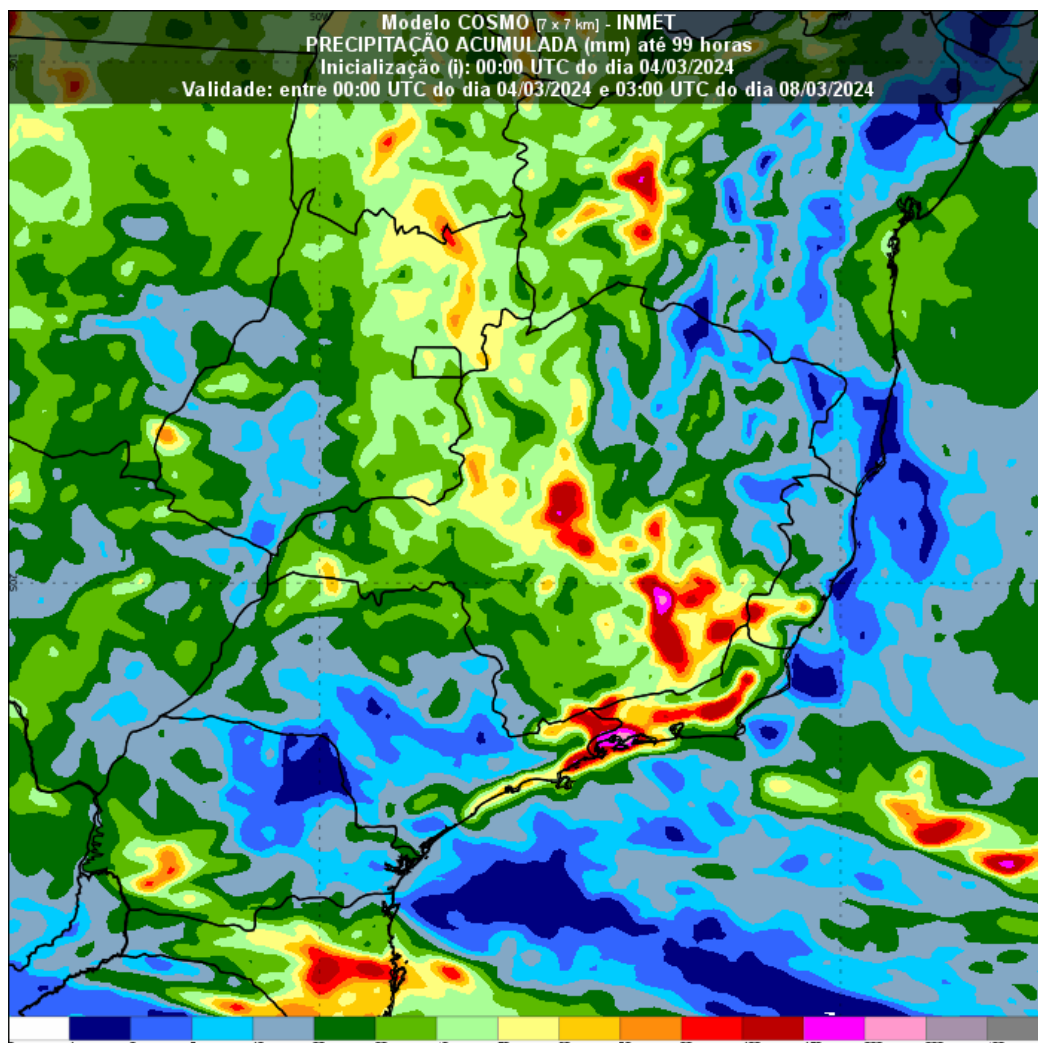 Modelo COSMO [7 x 7 km] - INMET
PRECIPITAÇÃO ACUMULADA (mm) até 99 horas
Inicialização (i): 00:00 UTC do dia 04/03/2024
Validade: entre 00:00 UTC do dia 04/03/2024 e 03:00 UTC do dia 08/03/2024
50W
20S